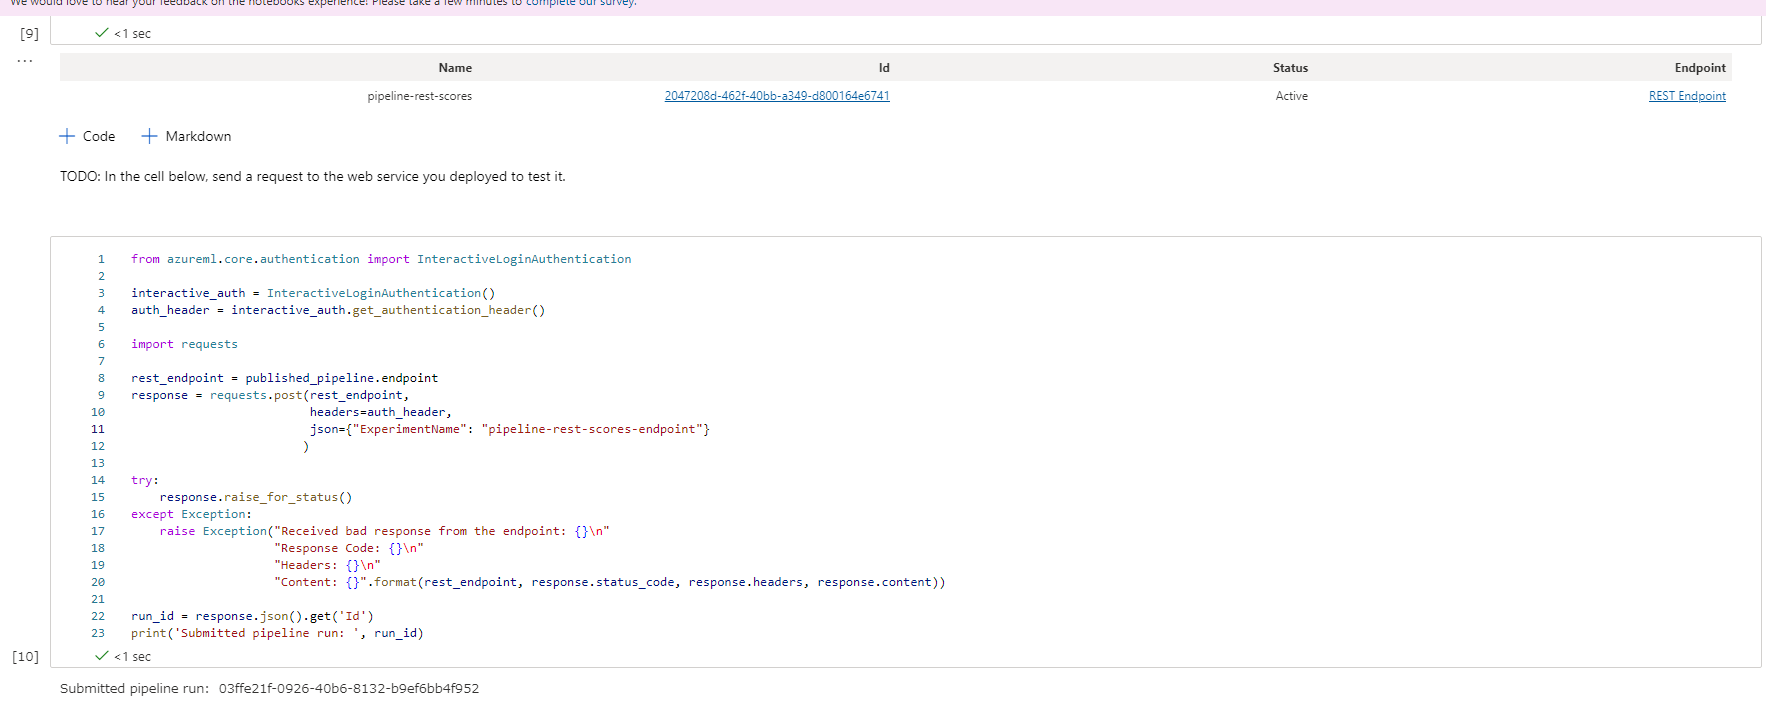 We would love to hear your feedback on the notebooks experience! Please take a few minutes to complete our survey.
[9]
<1 sec
...
Name Id Status Endpoint
pipeline-rest-scores 2047208d-462f-40bb-a349-d800164e6741 Active REST Endpoint
+ Code + Markdown
TODO: In the cell below, send a request to the web service you deployed to test it.
1 from azureml.core.authentication import InteractiveLoginAuthentication
2
3 interactive_auth = InteractiveLoginAuthentication()
4 auth_header = interactive_auth.get_authentication_header()
5
6 import requests
7
8 rest_endpoint = published_pipeline.endpoint
9 response = requests.post(rest_endpoint,
10 headers=auth_header,
11 json={"ExperimentName": "pipeline-rest-scores-endpoint"}
12 )
13
14 try:
15 response.raise_for_status()
16 except Exception:
17 raise Exception("Received bad response from the endpoint: {}\n"
18 "Response Code: {}\n"
19 "Headers: {}\n"
20 "Content: {}".format(rest_endpoint, response.status_code, response.headers, response.content))
21
22 run_id = response.json().get('Id')
23 print('Submitted pipeline run: ', run_id)
[10]
<1 sec
Submitted pipeline run: 03ffe21f-0926-40b6-8132-b9ef6bb4f952